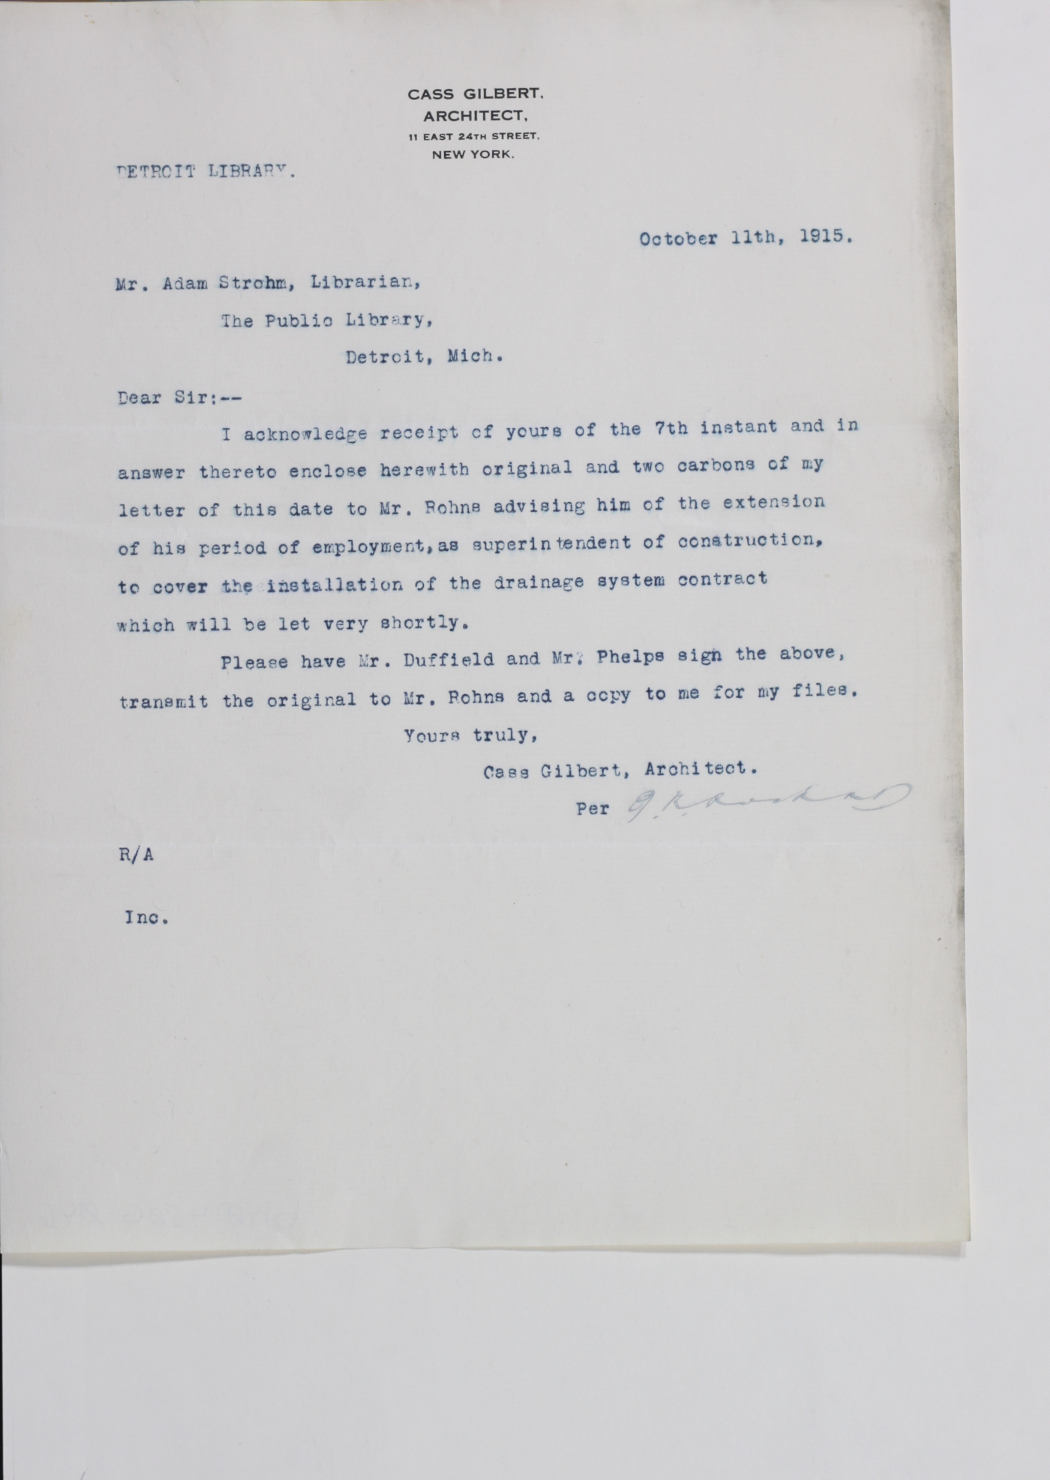 CASS GILBERT.
ARCHITECT,
11 EAST 24TH STREET.
NEW YORK.
DETROIT LIBRARY.
October 11th, 1915.
Mr. Adam Strohm, Librarian,
The Public Library,
Detroit, Mich.
Dear Sir:--
I acknowledge receipt of yours of the 7th instant and in
answer thereto enclose herewith original and two carbons of my
letter of this date to Mr. Rohns advising him of the extension
of his period of employment,as superintendent of construction,
to cover the installation of the drainage system contract
which will be let very shortly.
Please have Mr. Duffield and Mr. Phelps sign the above,
transmit the original to Mr. Rohns and a copy to me for my files.
Yours truly,
Cass Gilbert, Architect.
Per
R/A
Inc.